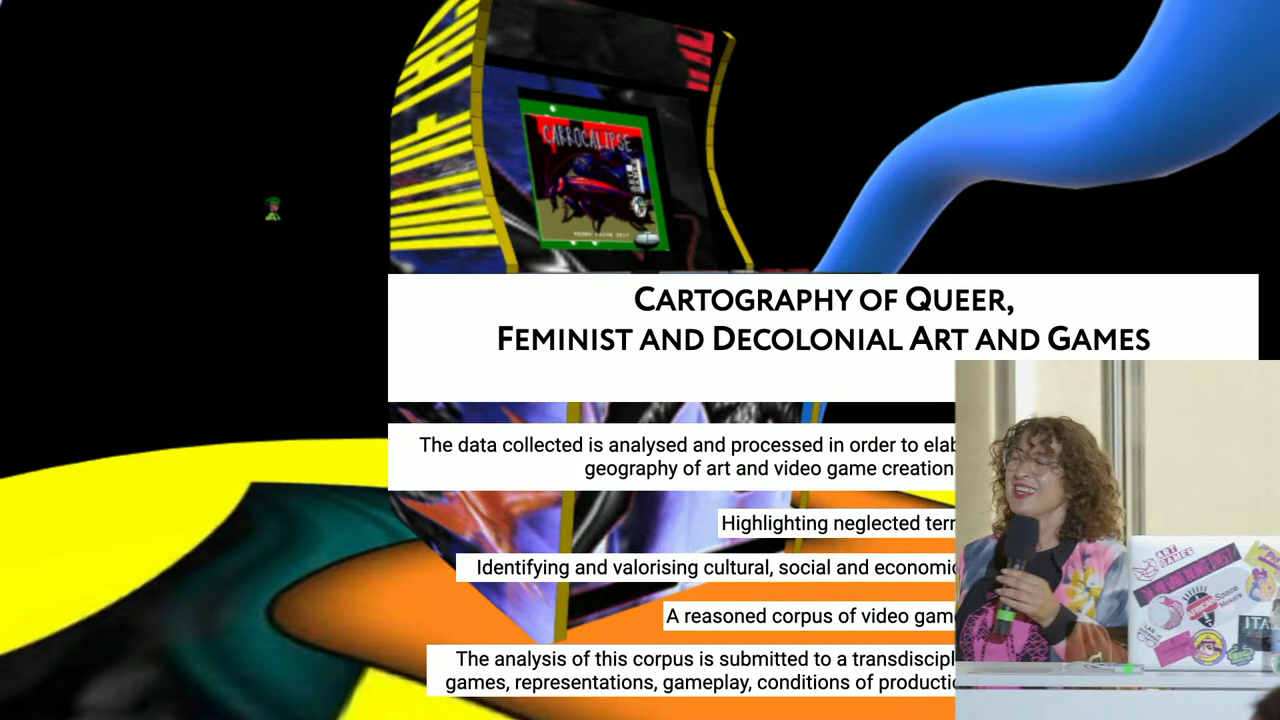 CARROCALIPSE
CARTOGRAPHY OF QUEER,
FEMINIST AND DECOLONIAL ART AND GAMES
The data collected is analysed and processed in order to elab
geography of art and video game creation
Highlighting neglected terr
Identifying and valorising cultural, social and economic
A reasoned corpus of video gam
The analysis of this corpus is submitted to a transdiscipl
games, representations, gameplay, conditions of productio
ART
GAMES
AFRICAN Space
Makers